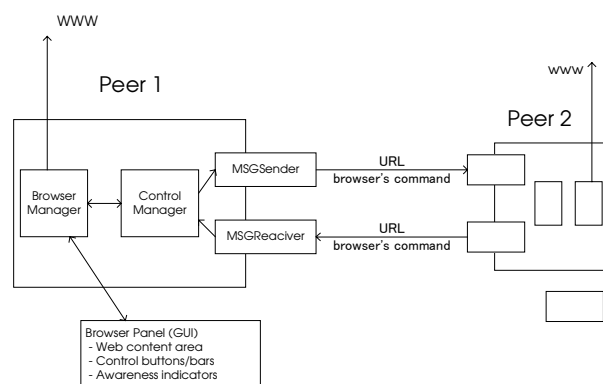 WWW
Peer 1
www
Peer 2
MSGSender
URL
browser's command
Browser
Manager
Control
Manager
MSGReaciver
URL
browser's command
Browser Panel (GUI)
- Web content area
- Control buttons/bars
- Awareness indicators